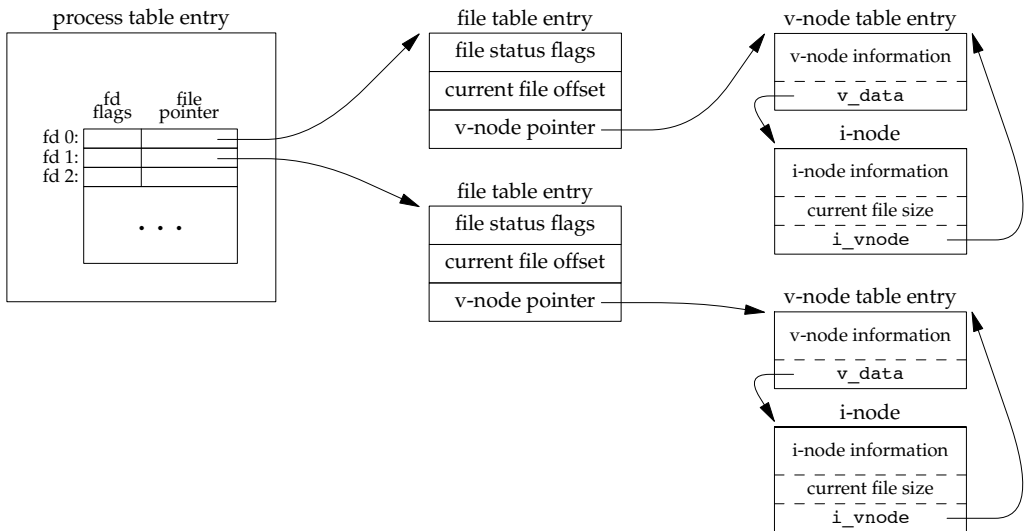 process table entry
fd
flags
file
pointer
fd 0:
fd 1:
fd 2:
. . .
file table entry
file status flags
current file offset
v-node pointer
file table entry
file status flags
current file offset
v-node pointer
v-node table entry
v-node information
v_data
i-node
i-node information
current file size
i_vnode
v-node table entry
v-node information
v_data
i-node
i-node information
current file size
i_vnode